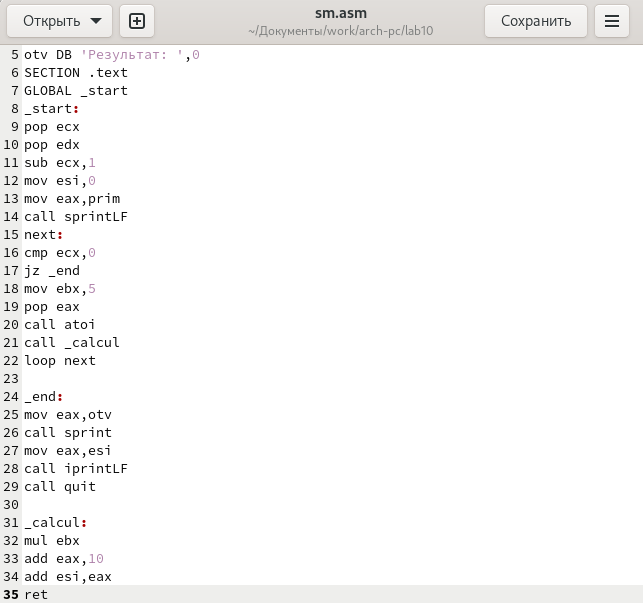 Открыть
sm.asm
~/Документы/work/arch-pc/lab10
Сохранить
5 otv DB 'Результат: ',0
6 SECTION .text
7 GLOBAL _start
8 _start:
9 pop ecx
10 pop edx
11 sub ecx,1
12 mov esi,0
13 mov eax,prim
14 call sprintLF
15 next:
16 cmp ecx,0
17 jz _end
18 mov ebx,5
19 pop eax
20 call atoi
21 call _calcul
22 loop next
23
24 _end:
25 mov eax,otv
26 call sprint
27 mov eax,esi
28 call iprintLF
29 call quit
30
31 _calcul:
32 mul ebx
33 add eax,10
34 add esi,eax
35 ret